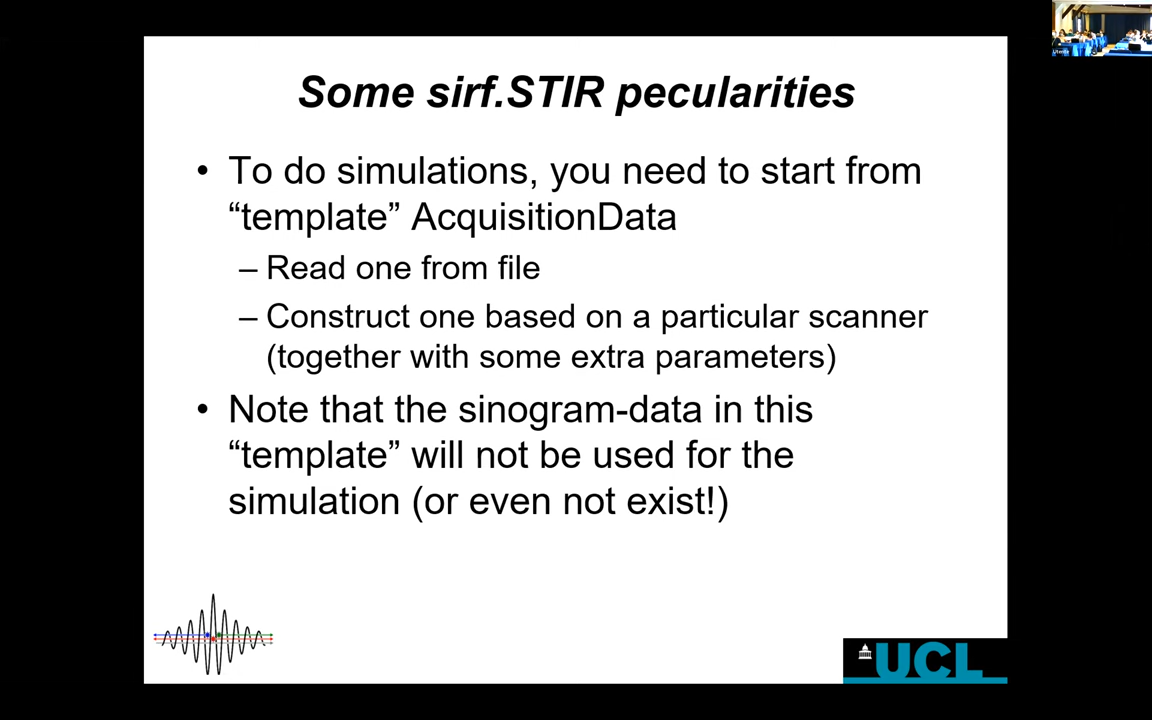 Some sirf.STIR pecularities
• To do simulations, you need to start from
“template” AcquisitionData
– Read one from file
– Construct one based on a particular scanner
(together with some extra parameters)
• Note that the sinogram-data in this
“template” will not be used for the
simulation (or even not exist!)
UCL